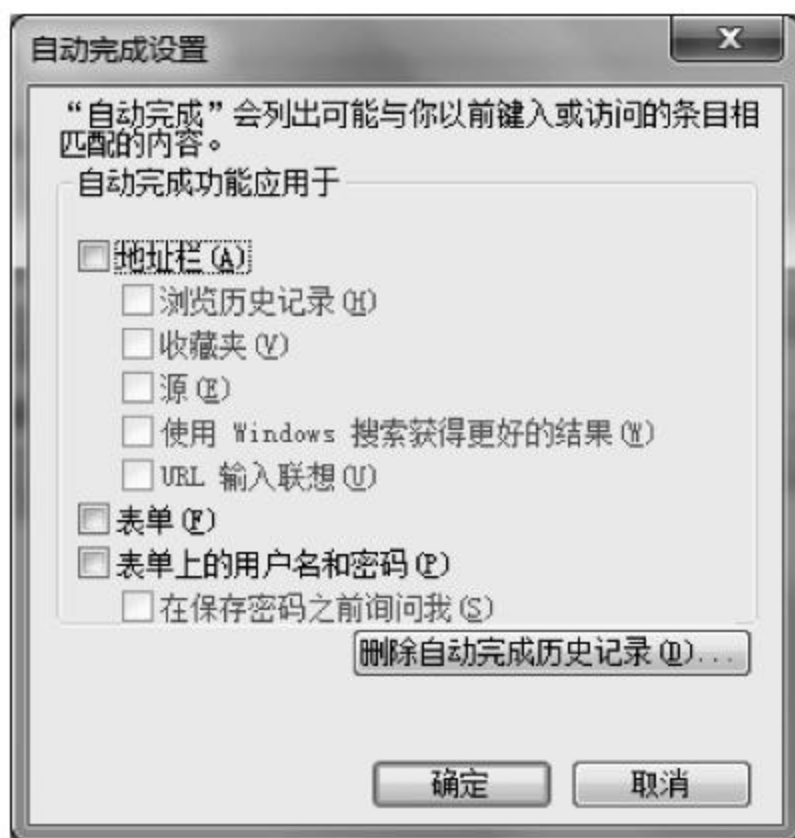 自动完成设置
“自动完成”会列出可能与你以前键入或访问的条目相
匹配的内容。
自动完成功能应用于
地址栏(A)
浏览历史记录(H)
收藏夹(V)
源(E)
使用 Windows 搜索获得更好的结果(W)
URL 输入联想(U)
表单(F)
表单上的用户名和密码(P)
在保存密码之前询问我(S)
删除自动完成历史记录(D)...
确定
取消